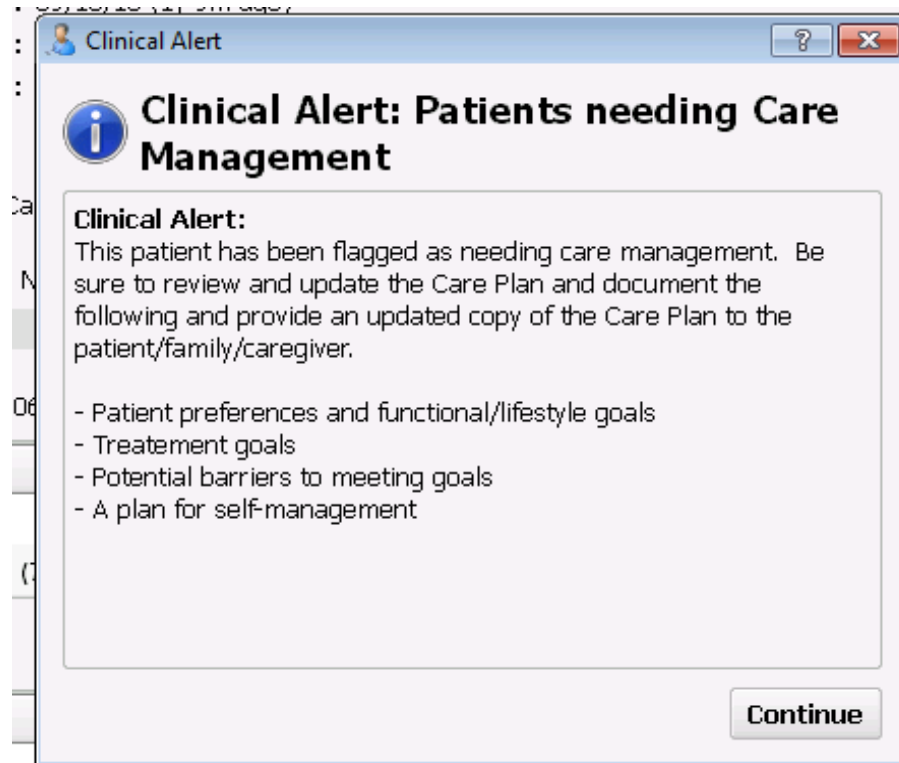 Clinical Alert
Clinical Alert: Patients needing Care
Management
Clinical Alert:
This patient has been flagged as needing care management.  Be
sure to review and update the Care Plan and document the
following and provide an updated copy of the Care Plan to the
patient/family/caregiver.
- Patient preferences and functional/lifestyle goals
- Treatement goals
- Potential barriers to meeting goals
- A plan for self-management
Continue